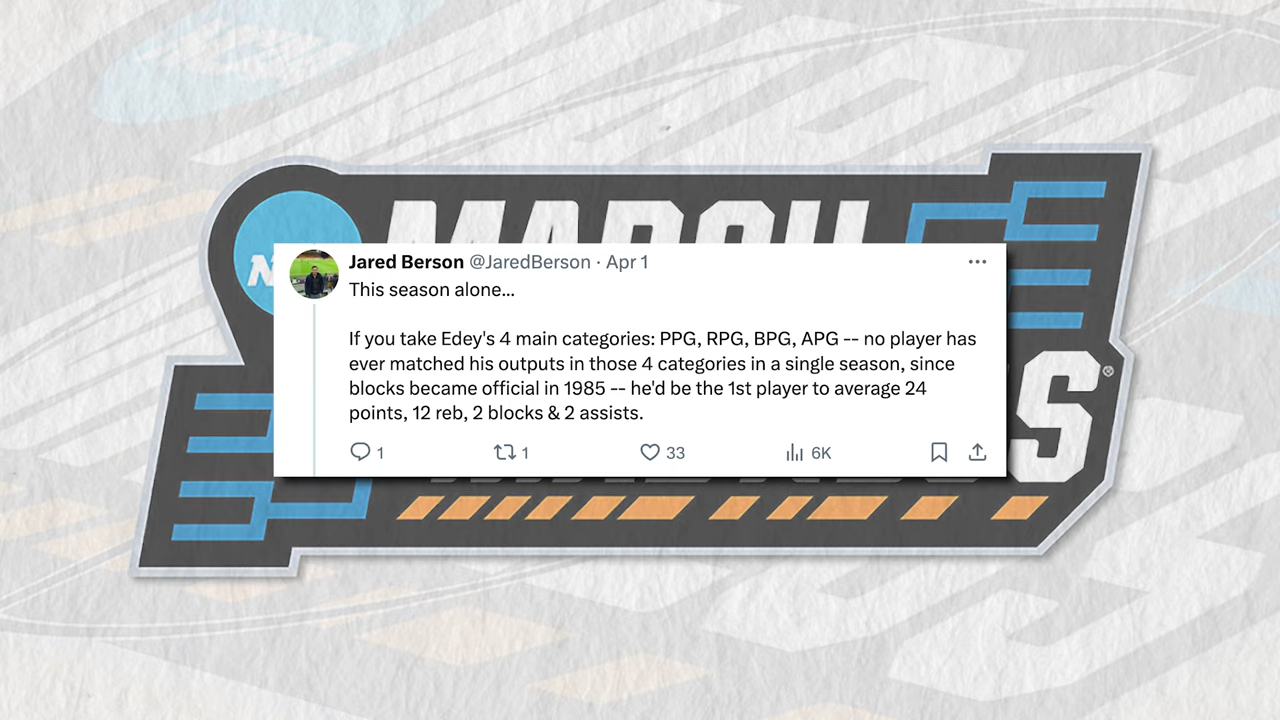 Jared Berson @JaredBerson · Apr 1
This season alone...
If you take Edey's 4 main categories: PPG, RPG, BPG, APG -- no player has
ever matched his outputs in those 4 categories in a single season, since
blocks became official in 1985 -- he'd be the 1st player to average 24
points, 12 reb, 2 blocks & 2 assists.
1 1 33 6K